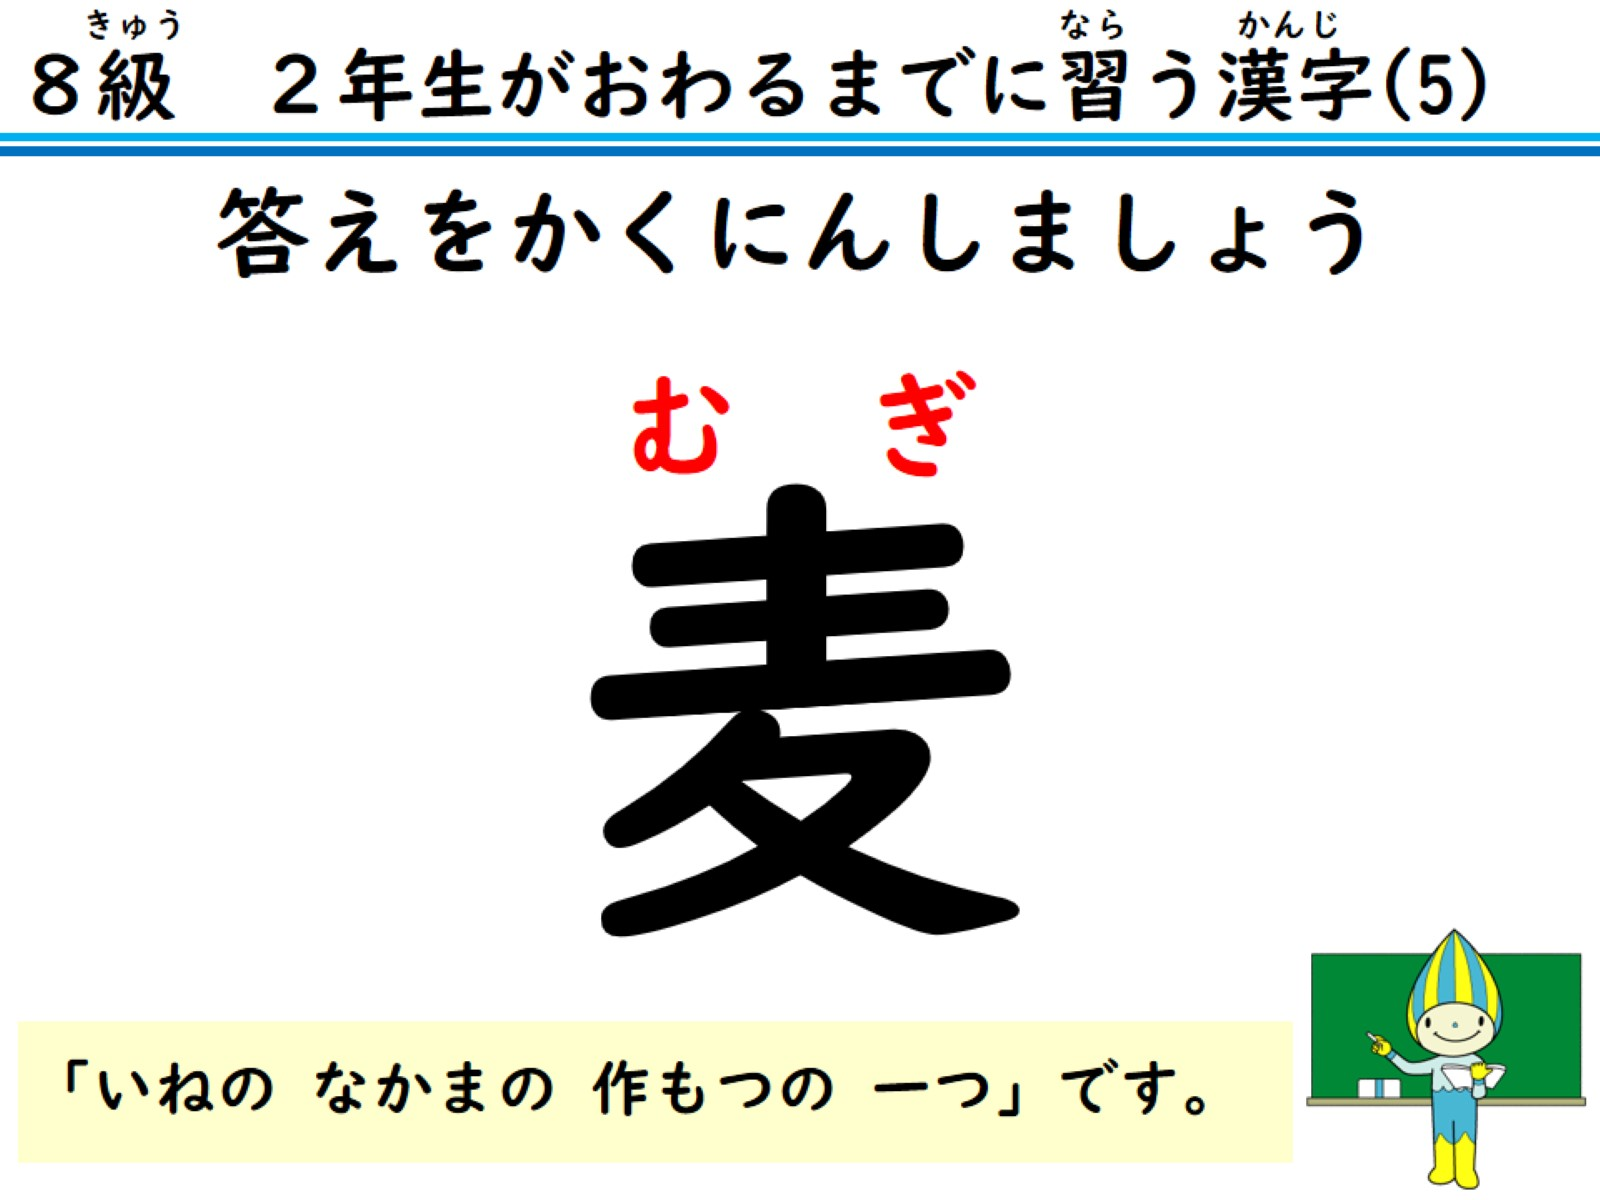 きゅう なら かんじ
8級 2年生がおわるまでに習う漢字(5)
答えをかくにんしましょう
むぎ
麦
「いねの なかまの 作もつの 一つ」です。